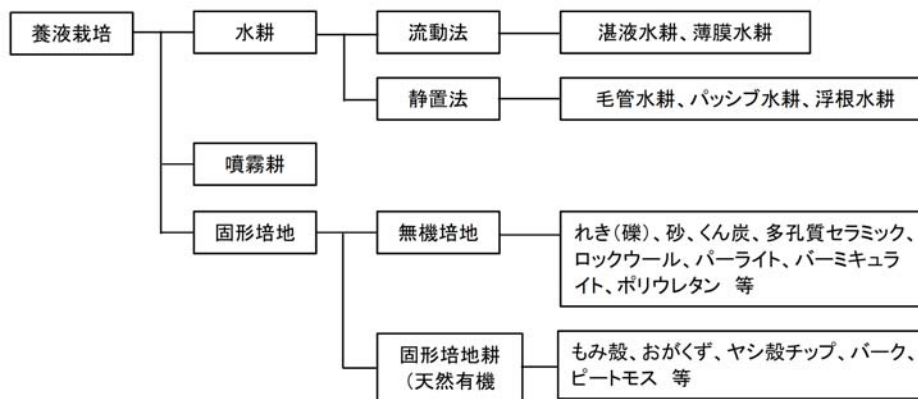 養液栽培
水耕
流動法
湛液水耕、薄膜水耕
静置法
毛管水耕、パッシブ水耕、浮根水耕
噴霧耕
固形培地
無機培地
れき(礫)、砂、くん炭、多孔質セラミック、
ロックウール、パーライト、バーミキュラ
イト、ポリウレタン 等
固形培地耕
(天然有機
もみ殻、おがくず、ヤシ殻チップ、バーク、
ピートモス 等